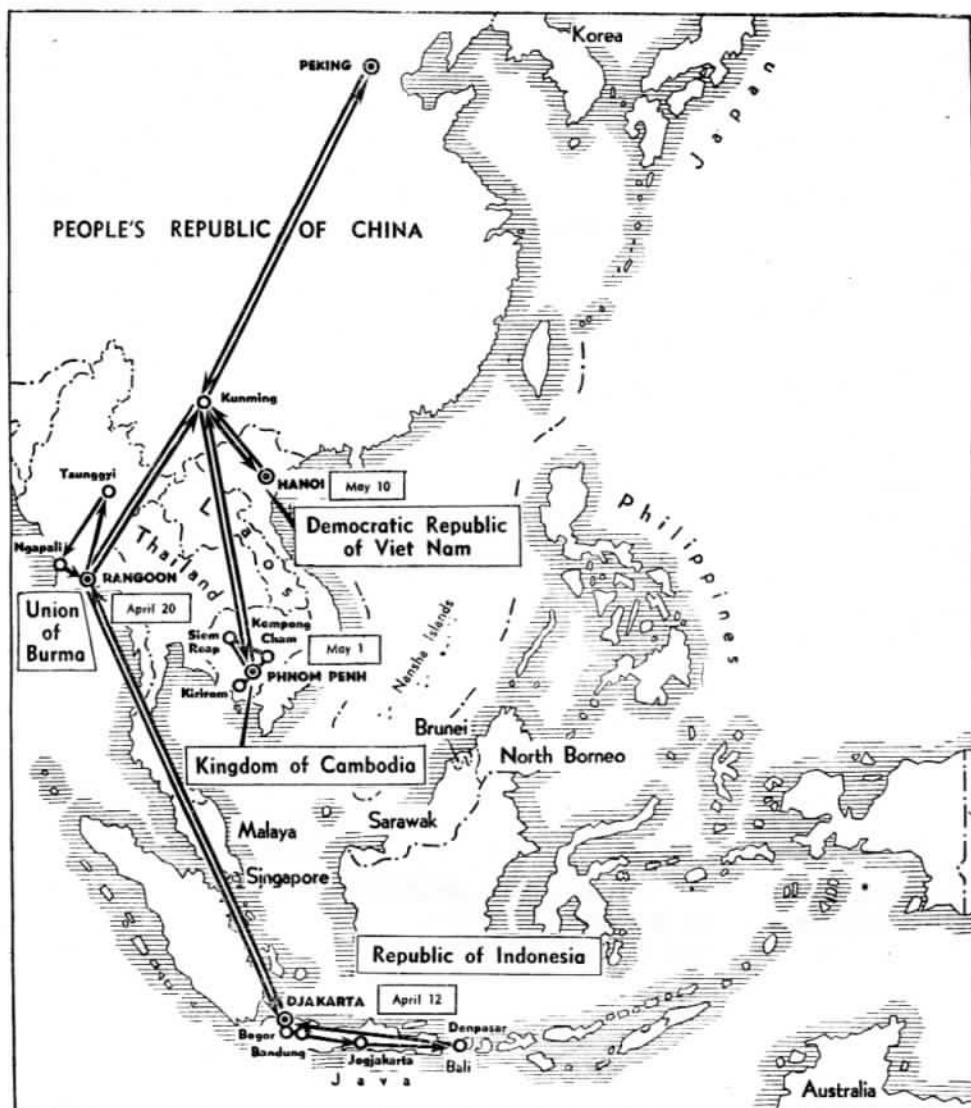 Korea
PEKING
Japan
PEOPLE'S REPUBLIC OF CHINA
Kunming
Taunggyi
HANOI
May 10
Democratic Republic
of Viet Nam
Laos
Thailand
Philippines
Ngapali
RANGOON
April 20
Union
of
Burma
Kompong
Cham
Siem
Reap
May 1
PHNOM PENH
Kirirom
Nansha Islands
Kingdom of Cambodia
Brunei
North Borneo
Malaya
Sarawak
Singapore
Republic of Indonesia
DJAKARTA
April 12
Bogor
Bandung
Jogjakarta
Denpasar
Bali
Java
Australia